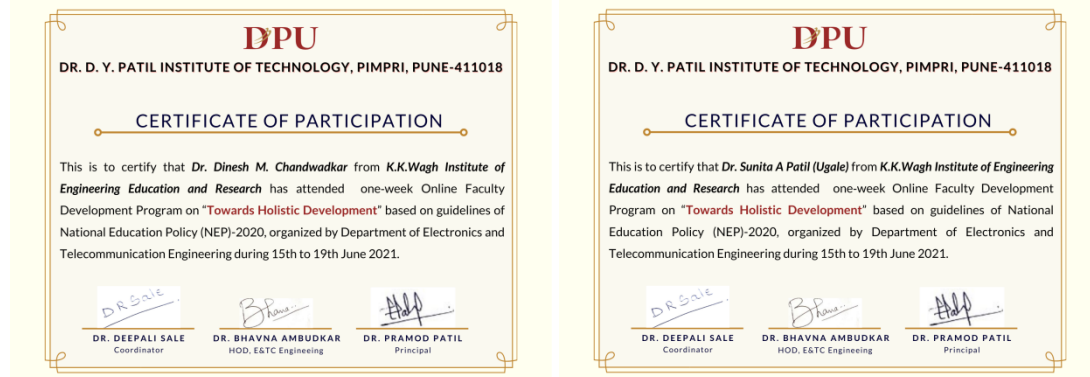 DPU
DR. D. Y. PATIL INSTITUTE OF TECHNOLOGY, PIMPRI, PUNE-411018
CERTIFICATE OF PARTICIPATION
This is to certify that Dr. Dinesh M. Chandwadkar from K.K.Wagh Institute of
Engineering Education and Research has attended one-week Online Faculty
Development Program on “Towards Holistic Development” based on guidelines of
National Education Policy (NEP)-2020, organized by Department of Electronics and
Telecommunication Engineering during 15th to 19th June 2021.
DR Sale
Bhana...
DR. DEEPALI SALE DR. BHAVNA AMBUDKAR DR. PRAMOD PATIL
Coordinator HOD, E&TC Engineeing Principal
DPU
DR. D. Y. PATIL INSTITUTE OF TECHNOLOGY, PIMPRI, PUNE-411018
CERTIFICATE OF PARTICIPATION
This is to certify that Dr. Sunita A Patil (Ugale) from K.K.Wagh Institute of Engineering
Education and Research has attended one-week Online Faculty Development
Program on “Towards Holistic Development” based on guidelines of National
Education Policy (NEP)-2020, organized by Department of Electronics and
Telecommunication Engineering during 15th to 19th June 2021.
DR Sale
Bhana...
DR. DEEPALI SALE DR. BHAVNA AMBUDKAR DR. PRAMOD PATIL
Coordinator HOD, E&TC Engineeing Principal